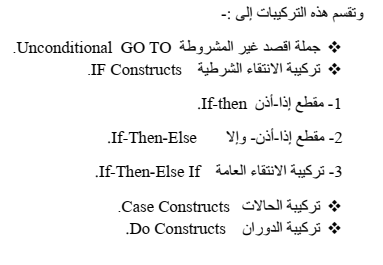 وتقسم هذه التركيبات إلى :-
❖ جملة اقصد غير المشروطة Unconditional GO TO.
❖ تركيبة الانتقاء الشرطية IF Constructs.
1- مقطع إذا-أذن If-then.
2- مقطع إذا-أذن- وإلا If-Then-Else.
3- تركيبة الانتقاء العامة If-Then-Else If.
❖ تركيبة الحالات Case Constructs.
❖ تركيبة الدوران Do Constructs.